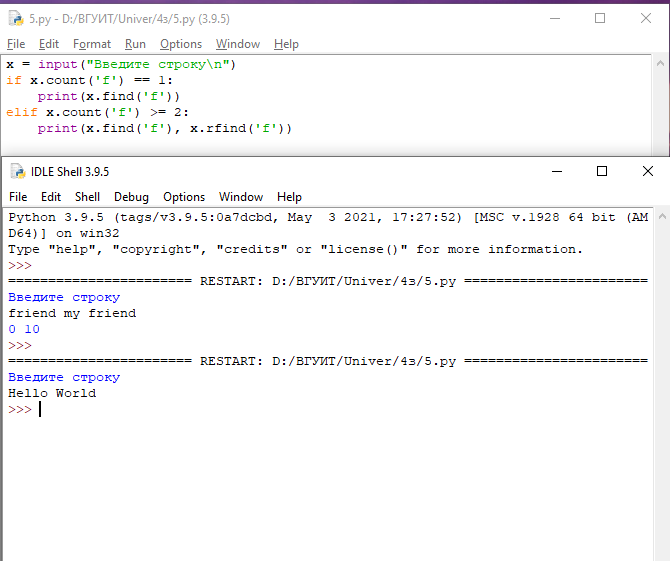 5.py - D:/ВГУИТ/Univer/4з/5.py (3.9.5)
File Edit Format Run Options Window Help
x = input("Введите строку\n")
if x.count('f') == 1:
    print(x.find('f'))
elif x.count('f') >= 2:
    print(x.find('f'), x.rfind('f'))
IDLE Shell 3.9.5
File Edit Shell Debug Options Window Help
Python 3.9.5 (tags/v3.9.5:0a7dcbd, May  3 2021, 17:27:52) [MSC v.1928 64 bit (AM
D64)] on win32
Type "help", "copyright", "credits" or "license()" for more information.
>>>
======================= RESTART: D:/ВГУИТ/Univer/4з/5.py =======================
Введите строку
friend my friend
0 10
>>>
======================= RESTART: D:/ВГУИТ/Univer/4з/5.py =======================
Введите строку
Hello World
>>>